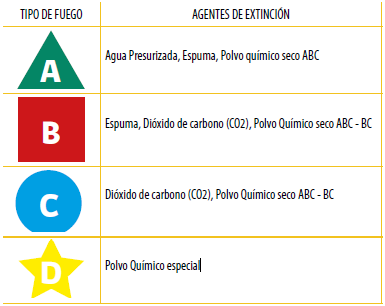 TIPO DE FUEGO AGENTES DE EXTINCIÓN
A Agua Presurizada, Espuma, Polvo químico seco ABC
B Espuma, Dióxido de carbono (CO2), Polvo Químico seco ABC - BC
C Dióxido de carbono (CO2), Polvo Químico seco ABC - BC
D Polvo Químico especial